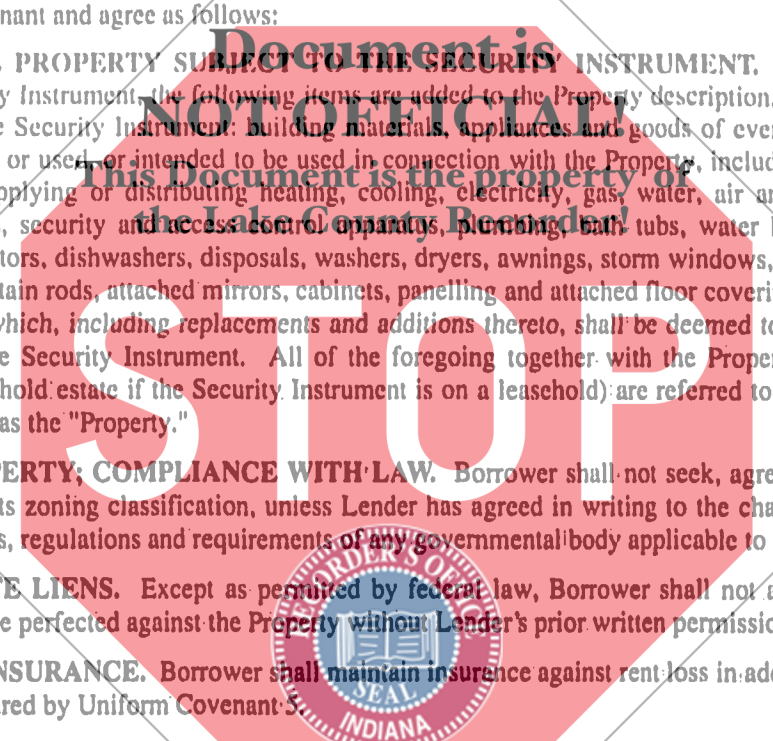 nant and agree as follows:
Document is
PROPERTY SUBJECT TO THE SECURITY INSTRUMENT.
y Instrument, the following items are added to the Property description,
NOT OFFICIAL!
e Security Instrument: building materials, appliances and goods of ever
or used, or intended to be used in connection with the Property, includ
This Document is the property of
pplying or distributing heating, cooling, electricity, gas, water, air an
the Lake County Recorder!
, security and access control apparatus, plumbing, bath tubs, water
tors, dishwashers, disposals, washers, dryers, awnings, storm windows,
tain rods, attached mirrors, cabinets, panelling and attached floor coveri
which, including replacements and additions thereto, shall be deemed to
e Security Instrument. All of the foregoing together with the Proper
hold estate if the Security Instrument is on a leasehold) are referred to
as the "Property."
STOP
PERTY; COMPLIANCE WITH LAW. Borrower shall not seek, agre
ts zoning classification, unless Lender has agreed in writing to the cha
s, regulations and requirements of any governmental body applicable to
TE LIENS. Except as permitted by federal law, Borrower shall not a
e perfected against the Property without Lender's prior written permissio
NSURANCE. Borrower shall maintain insurance against rent loss in add
red by Uniform Covenant 5.
RECORDER'S OFFICE
SEAL
INDIANA